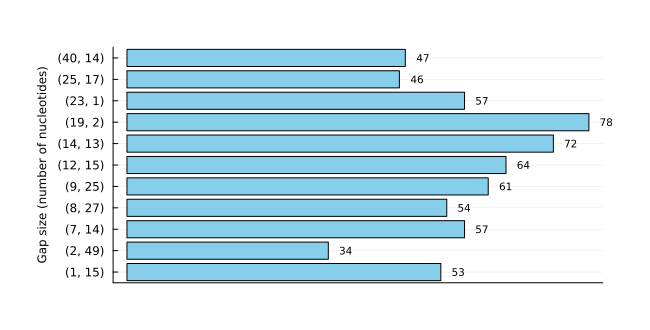 Gap size (number of nucleotides)
(40, 14) 47
(25, 17) 46
(23, 1) 57
(19, 2) 78
(14, 13) 72
(12, 15) 64
(9, 25) 61
(8, 27) 54
(7, 14) 57
(2, 49) 34
(1, 15) 53